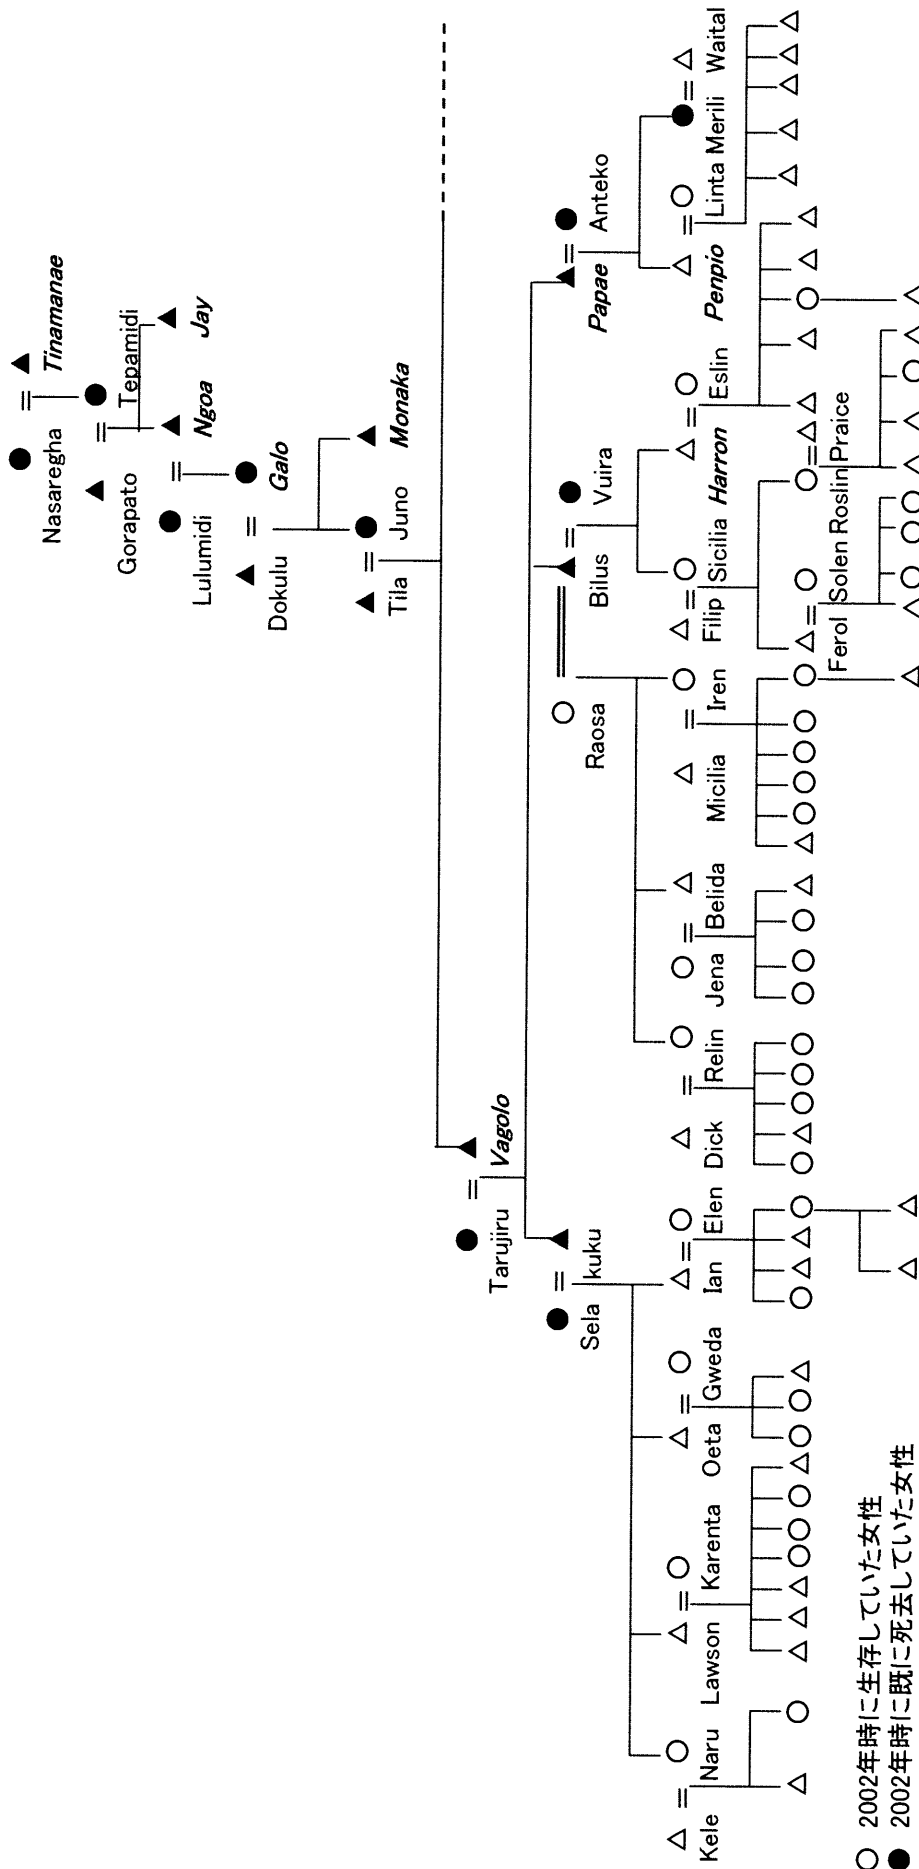 Nasaregha Tinamanae
Gorapato Tepamidi
Lulumidi Ngoa Jay
Dokulu Galo
Tila Juno Monaka
Tarujiru Vagolo
Sela kuku Raosa Bilus Vuira Papae Anteko
Kele Naru Lawson Karenta Oeta Gweda Ian Elen Dick Relin Jena Belida Micilia Iren Filip Sicilia Harron Eslin Penpio Linta Merili Waital
Ferol Solen Roslin Praice
○ 2002年時に生存していた女性
● 2002年時に既に死去していた女性